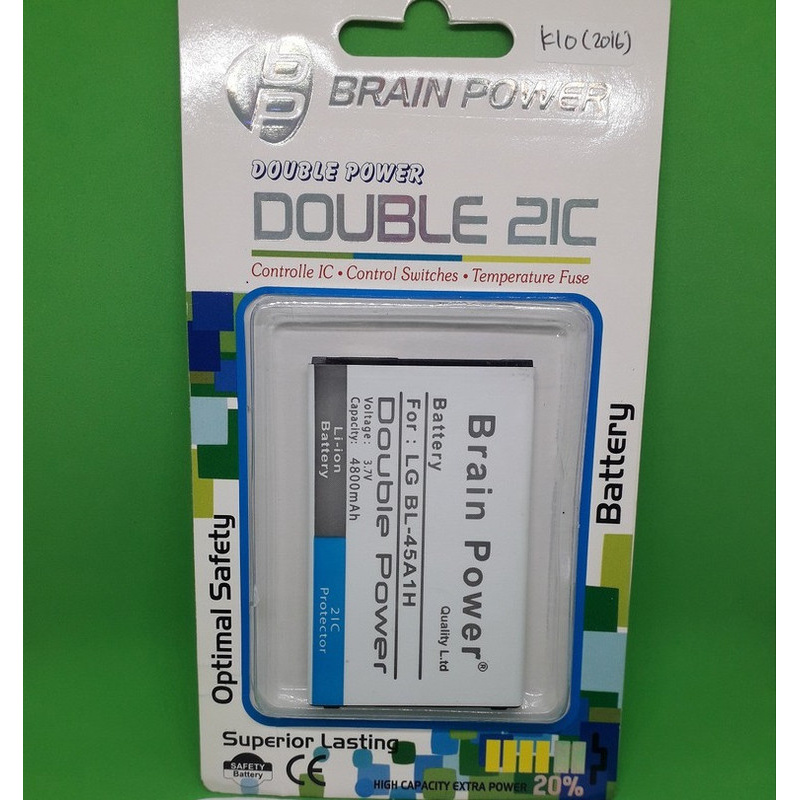 K10 (2016)
BP
BRAIN POWER
DOUBLE POWER
DOUBLE 2IC
Controlle IC • Control Switches • Temperature Fuse
Brain Power®
Quality L.td
Battery
For : LG BL-45A1H
Double Power
Voltage: 3.7V
Capacity: 4800mAh
Li-ion
Battery
2IC
Protector
Optimal Safety
Battery
Superior Lasting
SAFETY
Battery
CE
HIGH CAPACITY EXTRA POWER 20%